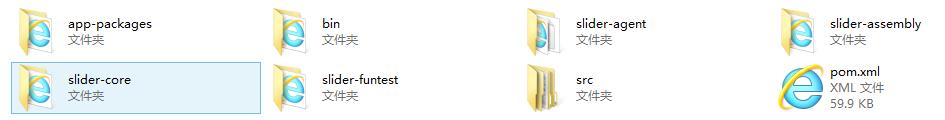 app-packages
文件夹
bin
文件夹
slider-agent
文件夹
slider-assembly
文件夹
slider-core
文件夹
slider-funtest
文件夹
src
文件夹
pom.xml
XML 文件
59.9 KB